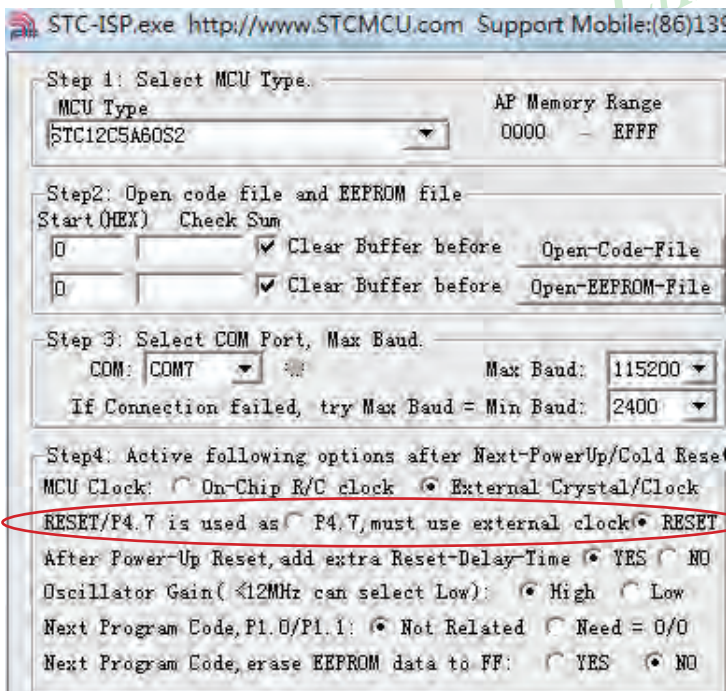 STC-ISP.exe http://www.STCMCU.com Support Mobile:(86)139
Step 1: Select MCU Type.
MCU Type AP Memory Range
STC12C5A60S2 0000 - EFFF
Step2: Open code file and EEPROM file
Start(HEX) Check Sum
0 Clear Buffer before Open-Code-File
0 Clear Buffer before Open-EEPROM-File
Step 3: Select COM Port, Max Baud.
COM: COM7 Max Baud: 115200
If Connection failed, try Max Baud = Min Baud: 2400
Step4: Active following options after Next-PowerUp/Cold Reset
MCU Clock: On-Chip R/C clock External Crystal/Clock
RESET/P4.7 is used as P4.7,must use external clock RESET
After Power-Up Reset,add extra Reset-Delay-Time YES NO
Oscillator Gain( <12MHz can select Low): High Low
Next Program Code,P1.0/P1.1: Not Related Need = 0/0
Next Program Code,erase EEPROM data to FF: YES NO